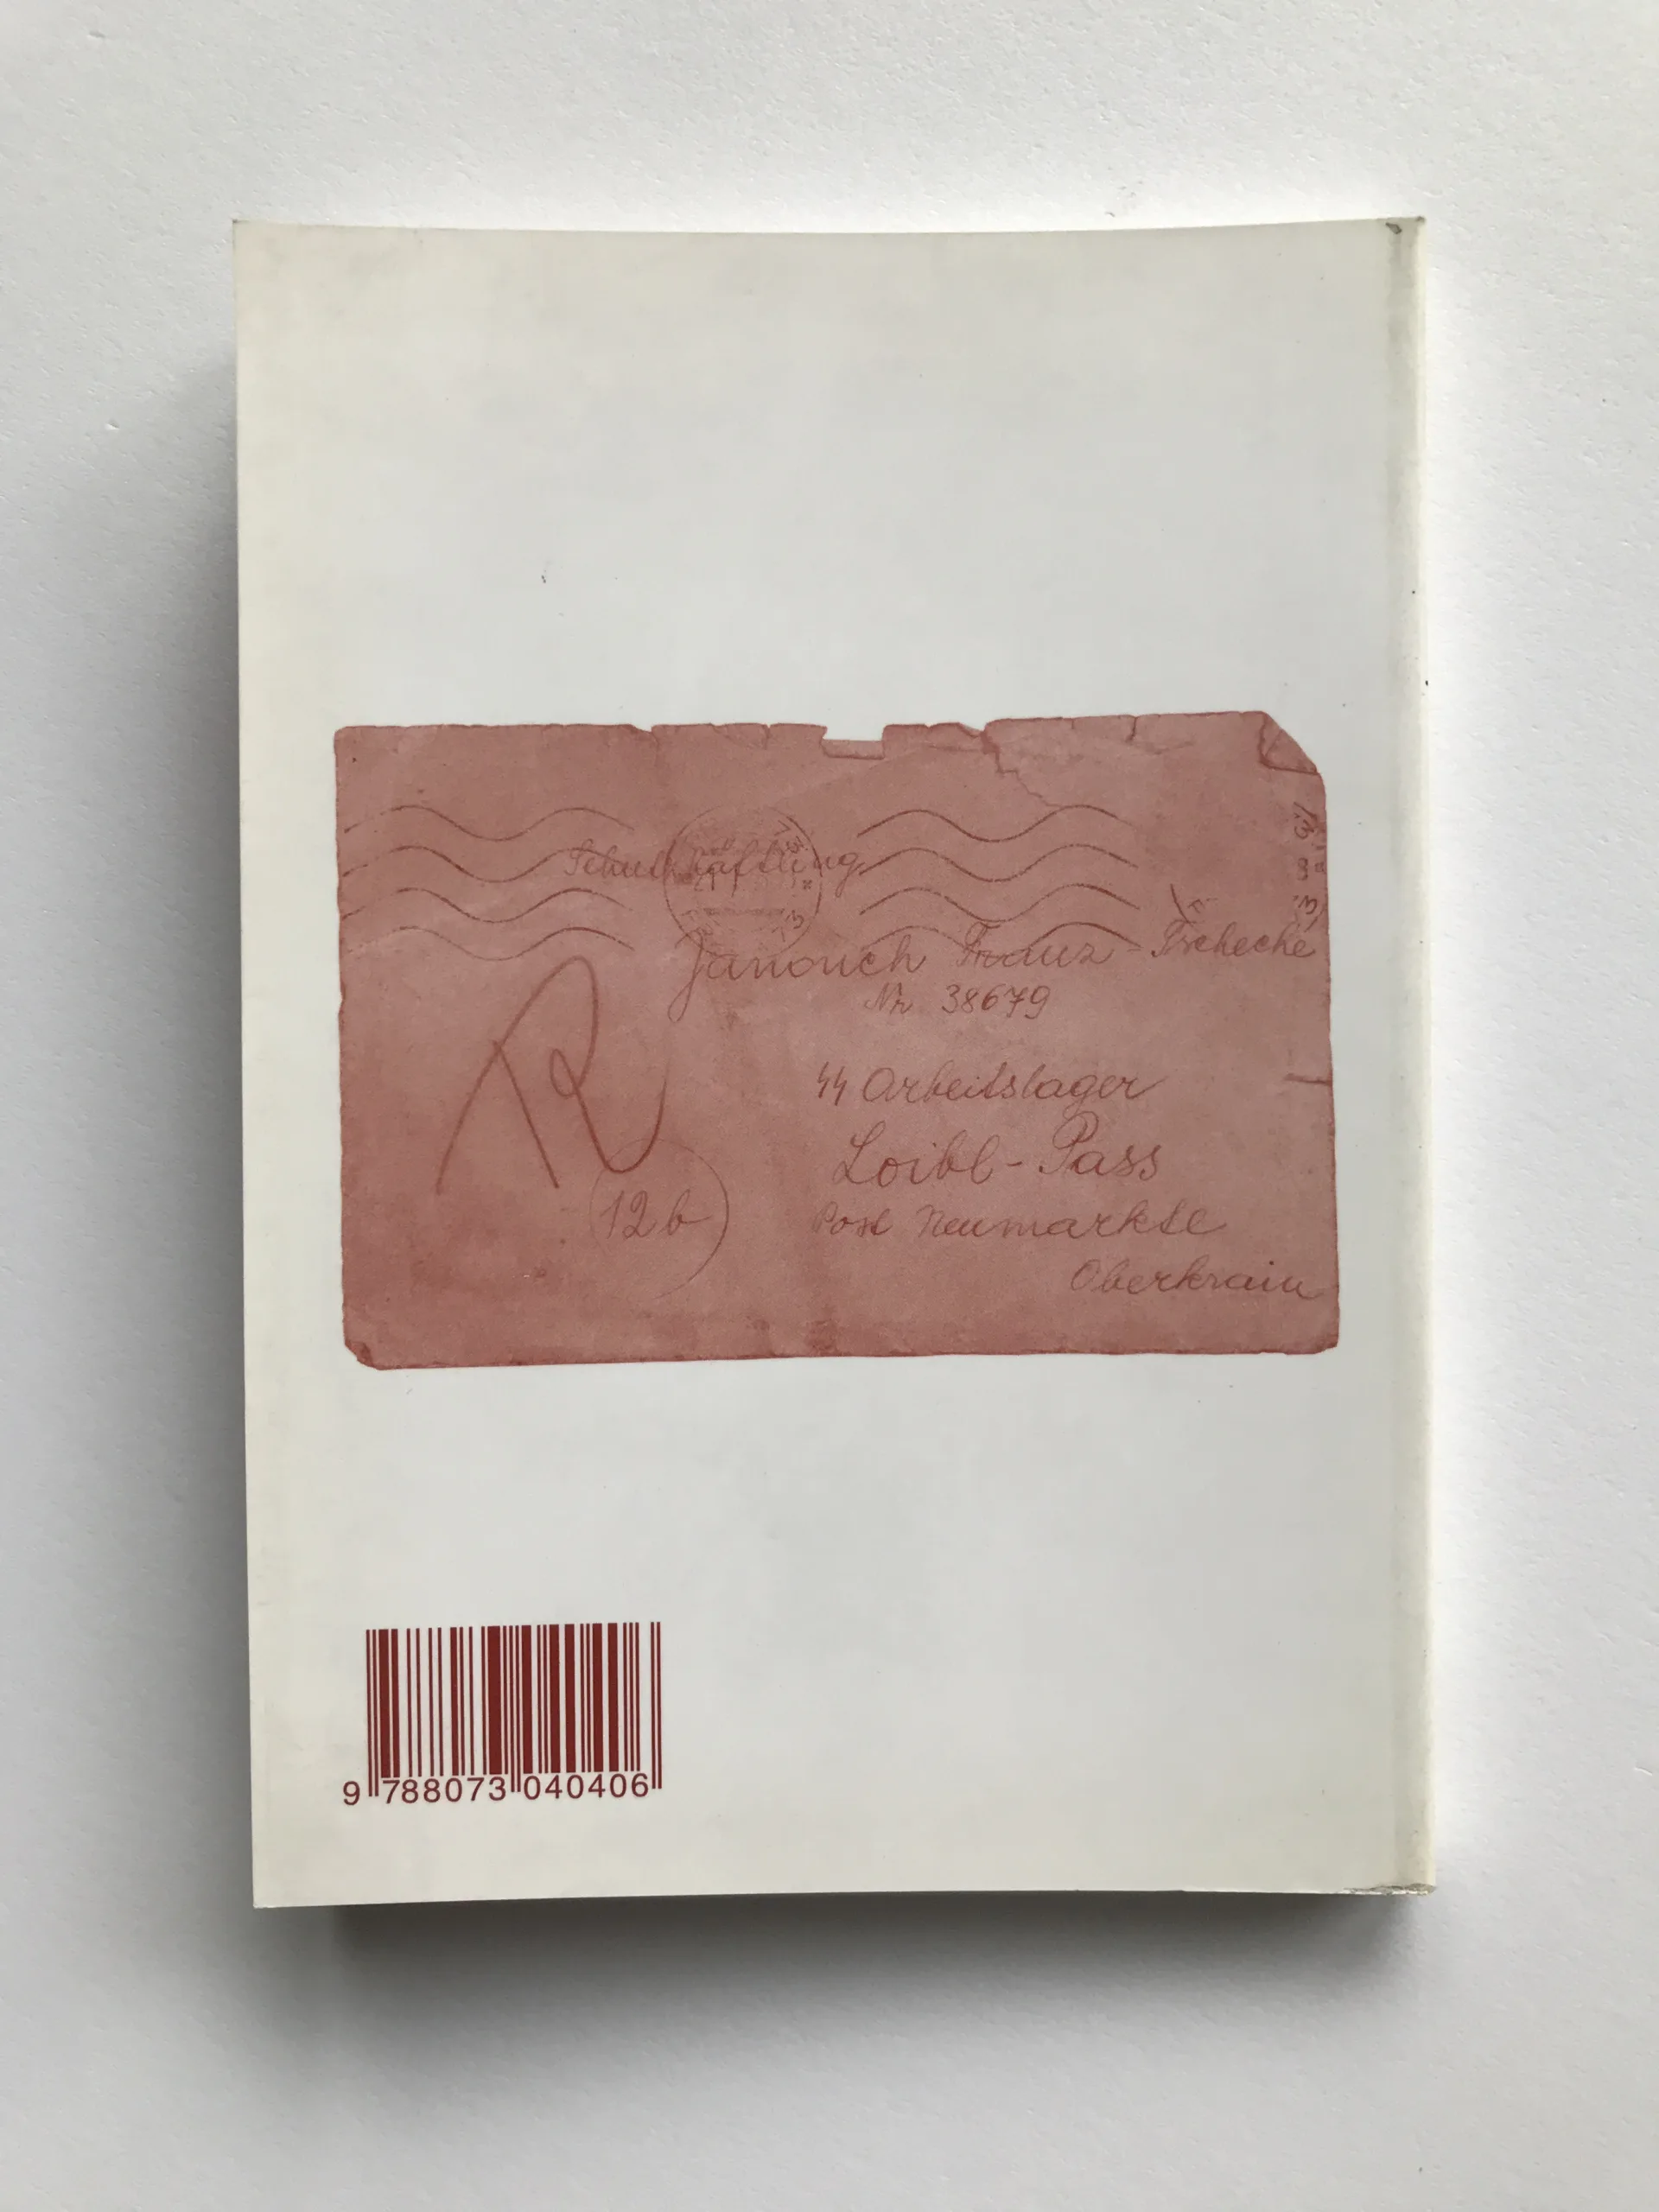 Schutzhäftling
Janouch Franz - Tscheche
Nr. 38679
SS Arbeitslager
Loibl-Pass
R
12b
Post Neumarktl
Oberkrain
9 788073 040406